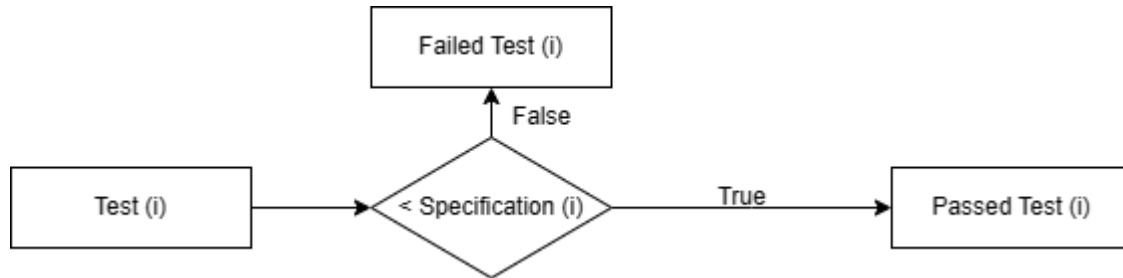 Failed Test (i)
False
Test (i)
< Specification (i)
True
Passed Test (i)